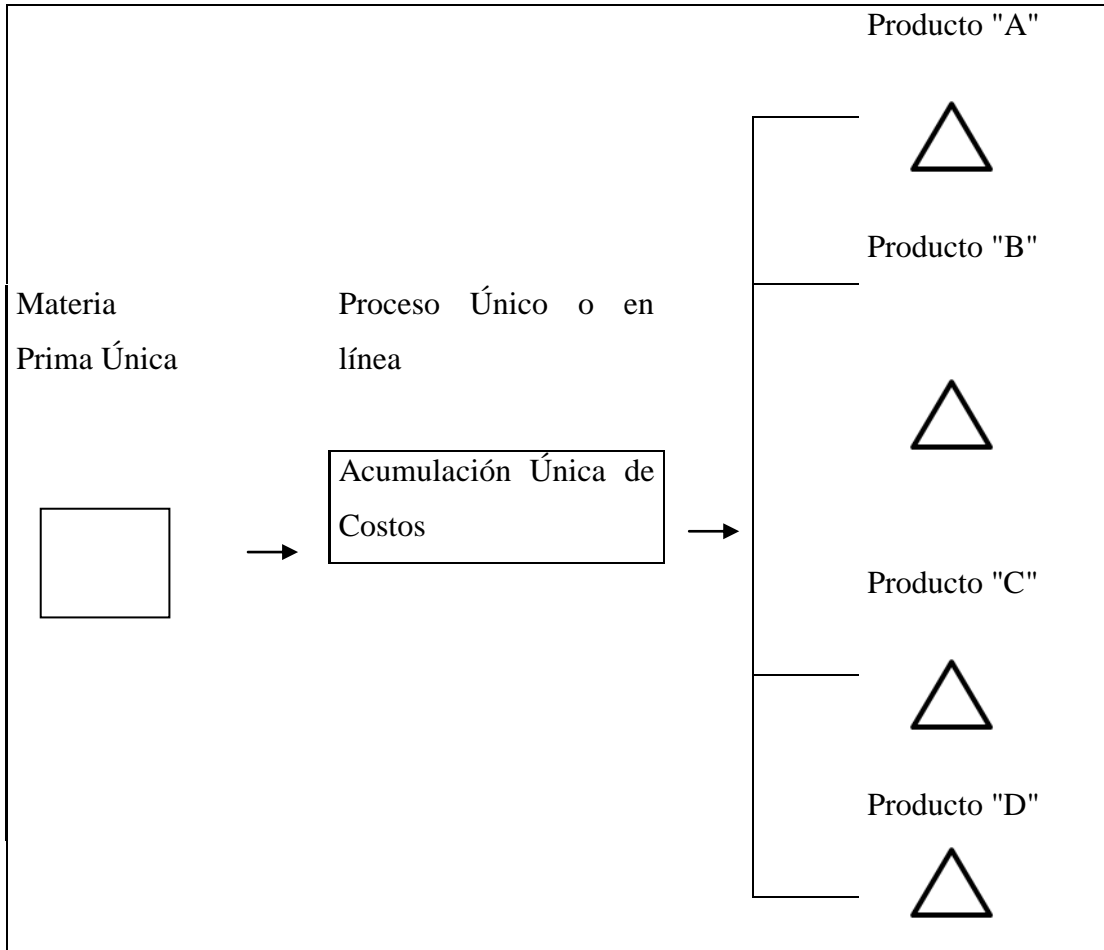 Producto "A"
Producto "B"
Materia
Prima Única
Proceso Único o en
línea
Acumulación Única de
Costos
Producto "C"
Producto "D"